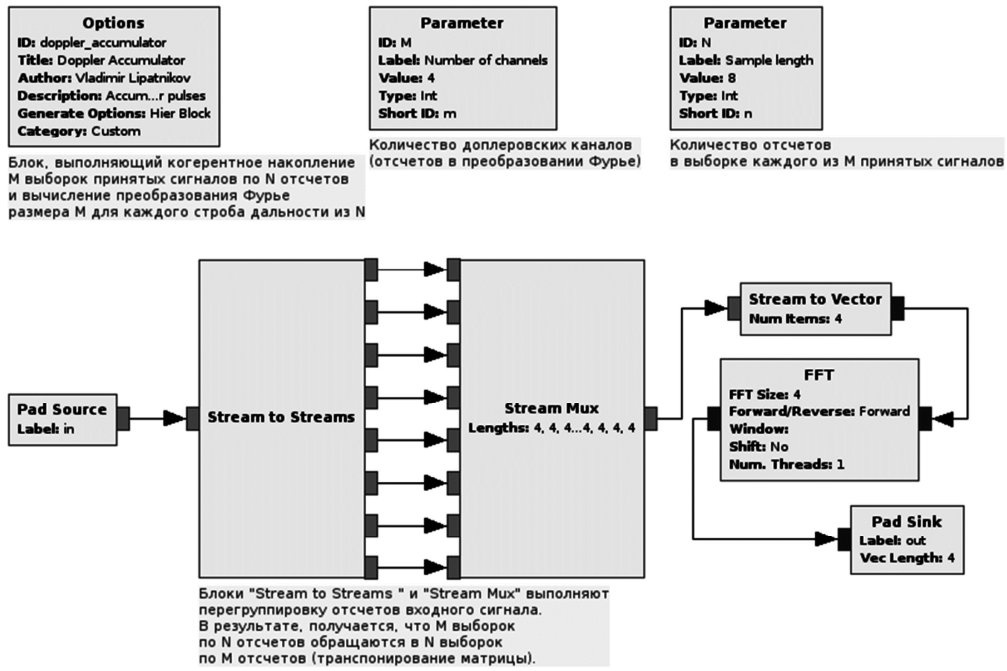 Options
ID: doppler_accumulator
Title: Doppler Accumulator
Author: Vladimir Lipatnikov
Description: Accum...r pulses
Generate Options: Hier Block
Category: Custom
Блок, выполняющий когерентное накопление
M выборок принятых сигналов по N отсчетов
и вычисление преобразования Фурье
размера M для каждого строба дальности из N
Parameter
ID: M
Label: Number of channels
Value: 4
Type: Int
Short ID: m
Количество доплеровских каналов
(отсчетов в преобразовании Фурье)
Parameter
ID: N
Label: Sample length
Value: 8
Type: Int
Short ID: n
Количество отсчетов
в выборке каждого из M принятых сигналов
Pad Source
Label: in
Stream to Streams
Stream Mux
Lengths: 4, 4, 4...4, 4, 4, 4
Stream to Vector
Num Items: 4
FFT
FFT Size: 4
Forward/Reverse: Forward
Window:
Shift: No
Num. Threads: 1
Pad Sink
Label: out
Vec Length: 4
Блоки "Stream to Streams " и "Stream Mux" выполняют
перегруппировку отсчетов входного сигнала.
В результате, получается, что M выборок
по N отсчетов обращаются в N выборок
по M отсчетов (транспонирование матрицы).